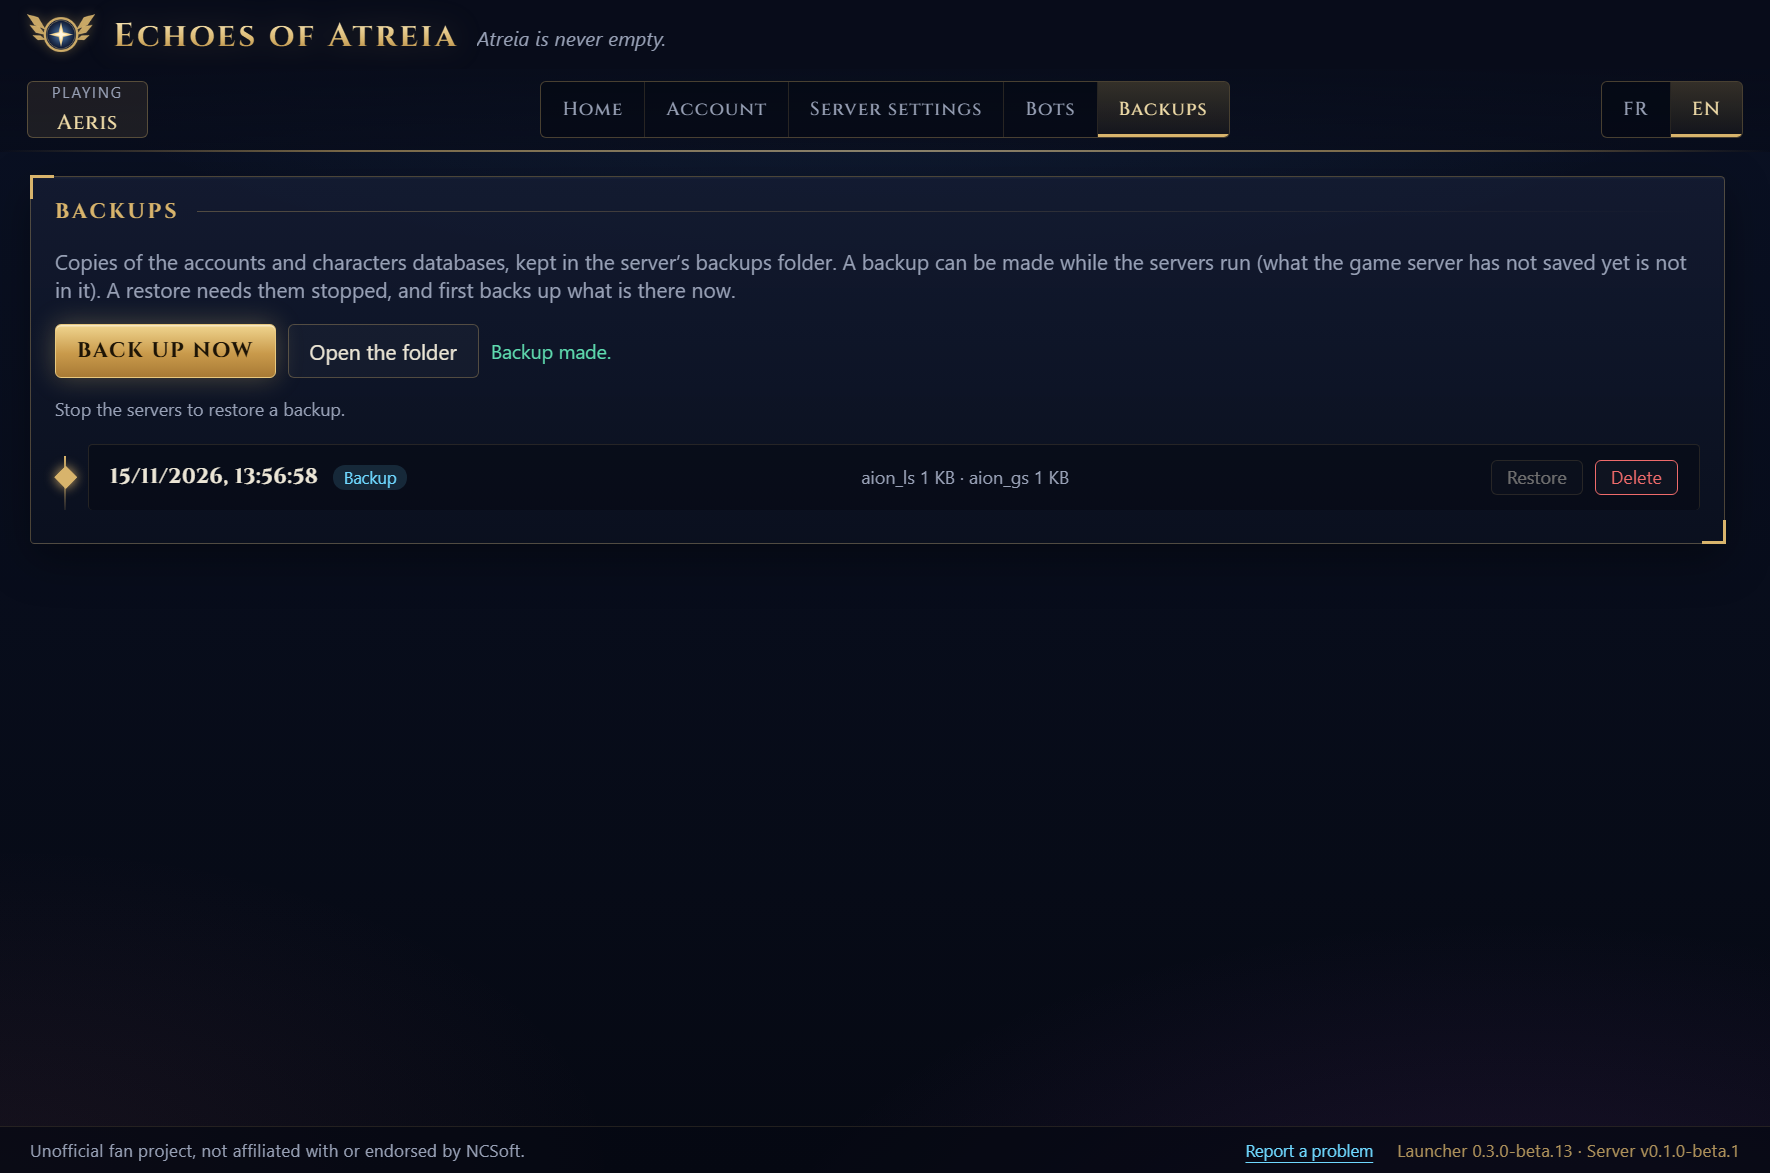 Echoes of Atreia
Atreia is never empty.
PLAYING
Aeris
Home
Account
Server settings
Bots
Backups
FR
EN
BACKUPS
Copies of the accounts and characters databases, kept in the server’s backups folder. A backup can be made while the servers run (what the game server has not saved yet is not
in it). A restore needs them stopped, and first backs up what is there now.
BACK UP NOW
Open the folder
Backup made.
Stop the servers to restore a backup.
15/11/2026, 13:56:58
Backup
aion_ls 1 KB · aion_gs 1 KB
Restore
Delete
Unofficial fan project, not affiliated with or endorsed by NCSoft.
Report a problem
Launcher 0.3.0-beta.13 · Server v0.1.0-beta.1